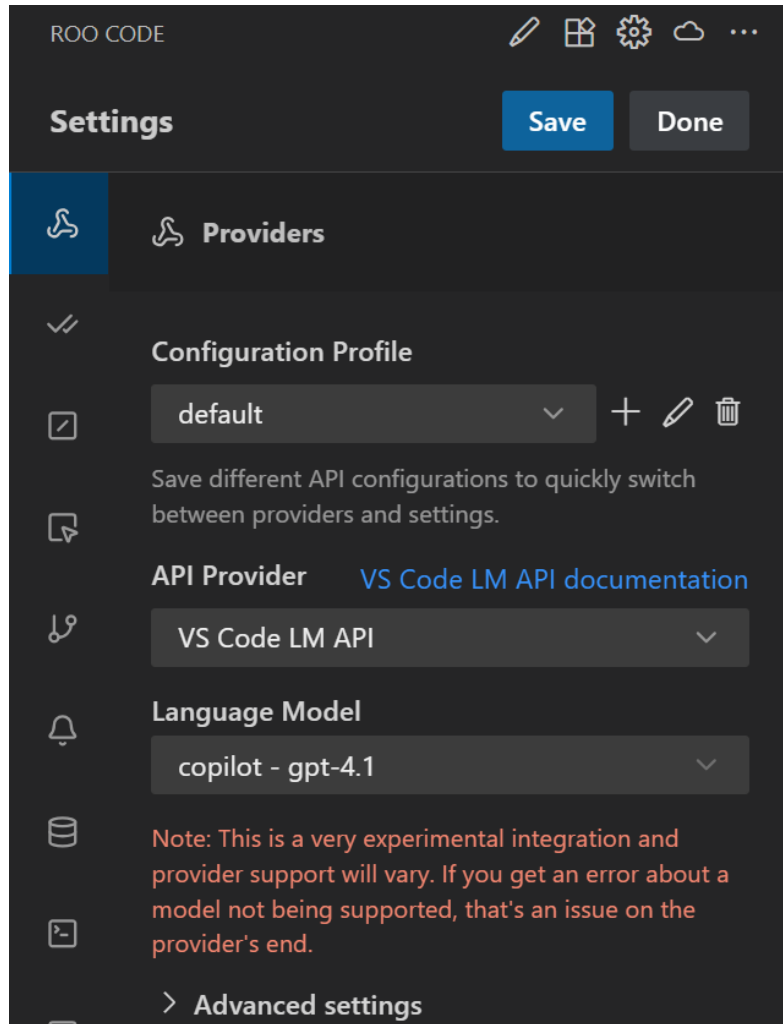 ROO CODE
Settings
Save
Done
Providers
Configuration Profile
default
Save different API configurations to quickly switch
between providers and settings.
API Provider
VS Code LM API documentation
VS Code LM API
Language Model
copilot - gpt-4.1
Note: This is a very experimental integration and
provider support will vary. If you get an error about a
model not being supported, that's an issue on the
provider's end.
Advanced settings